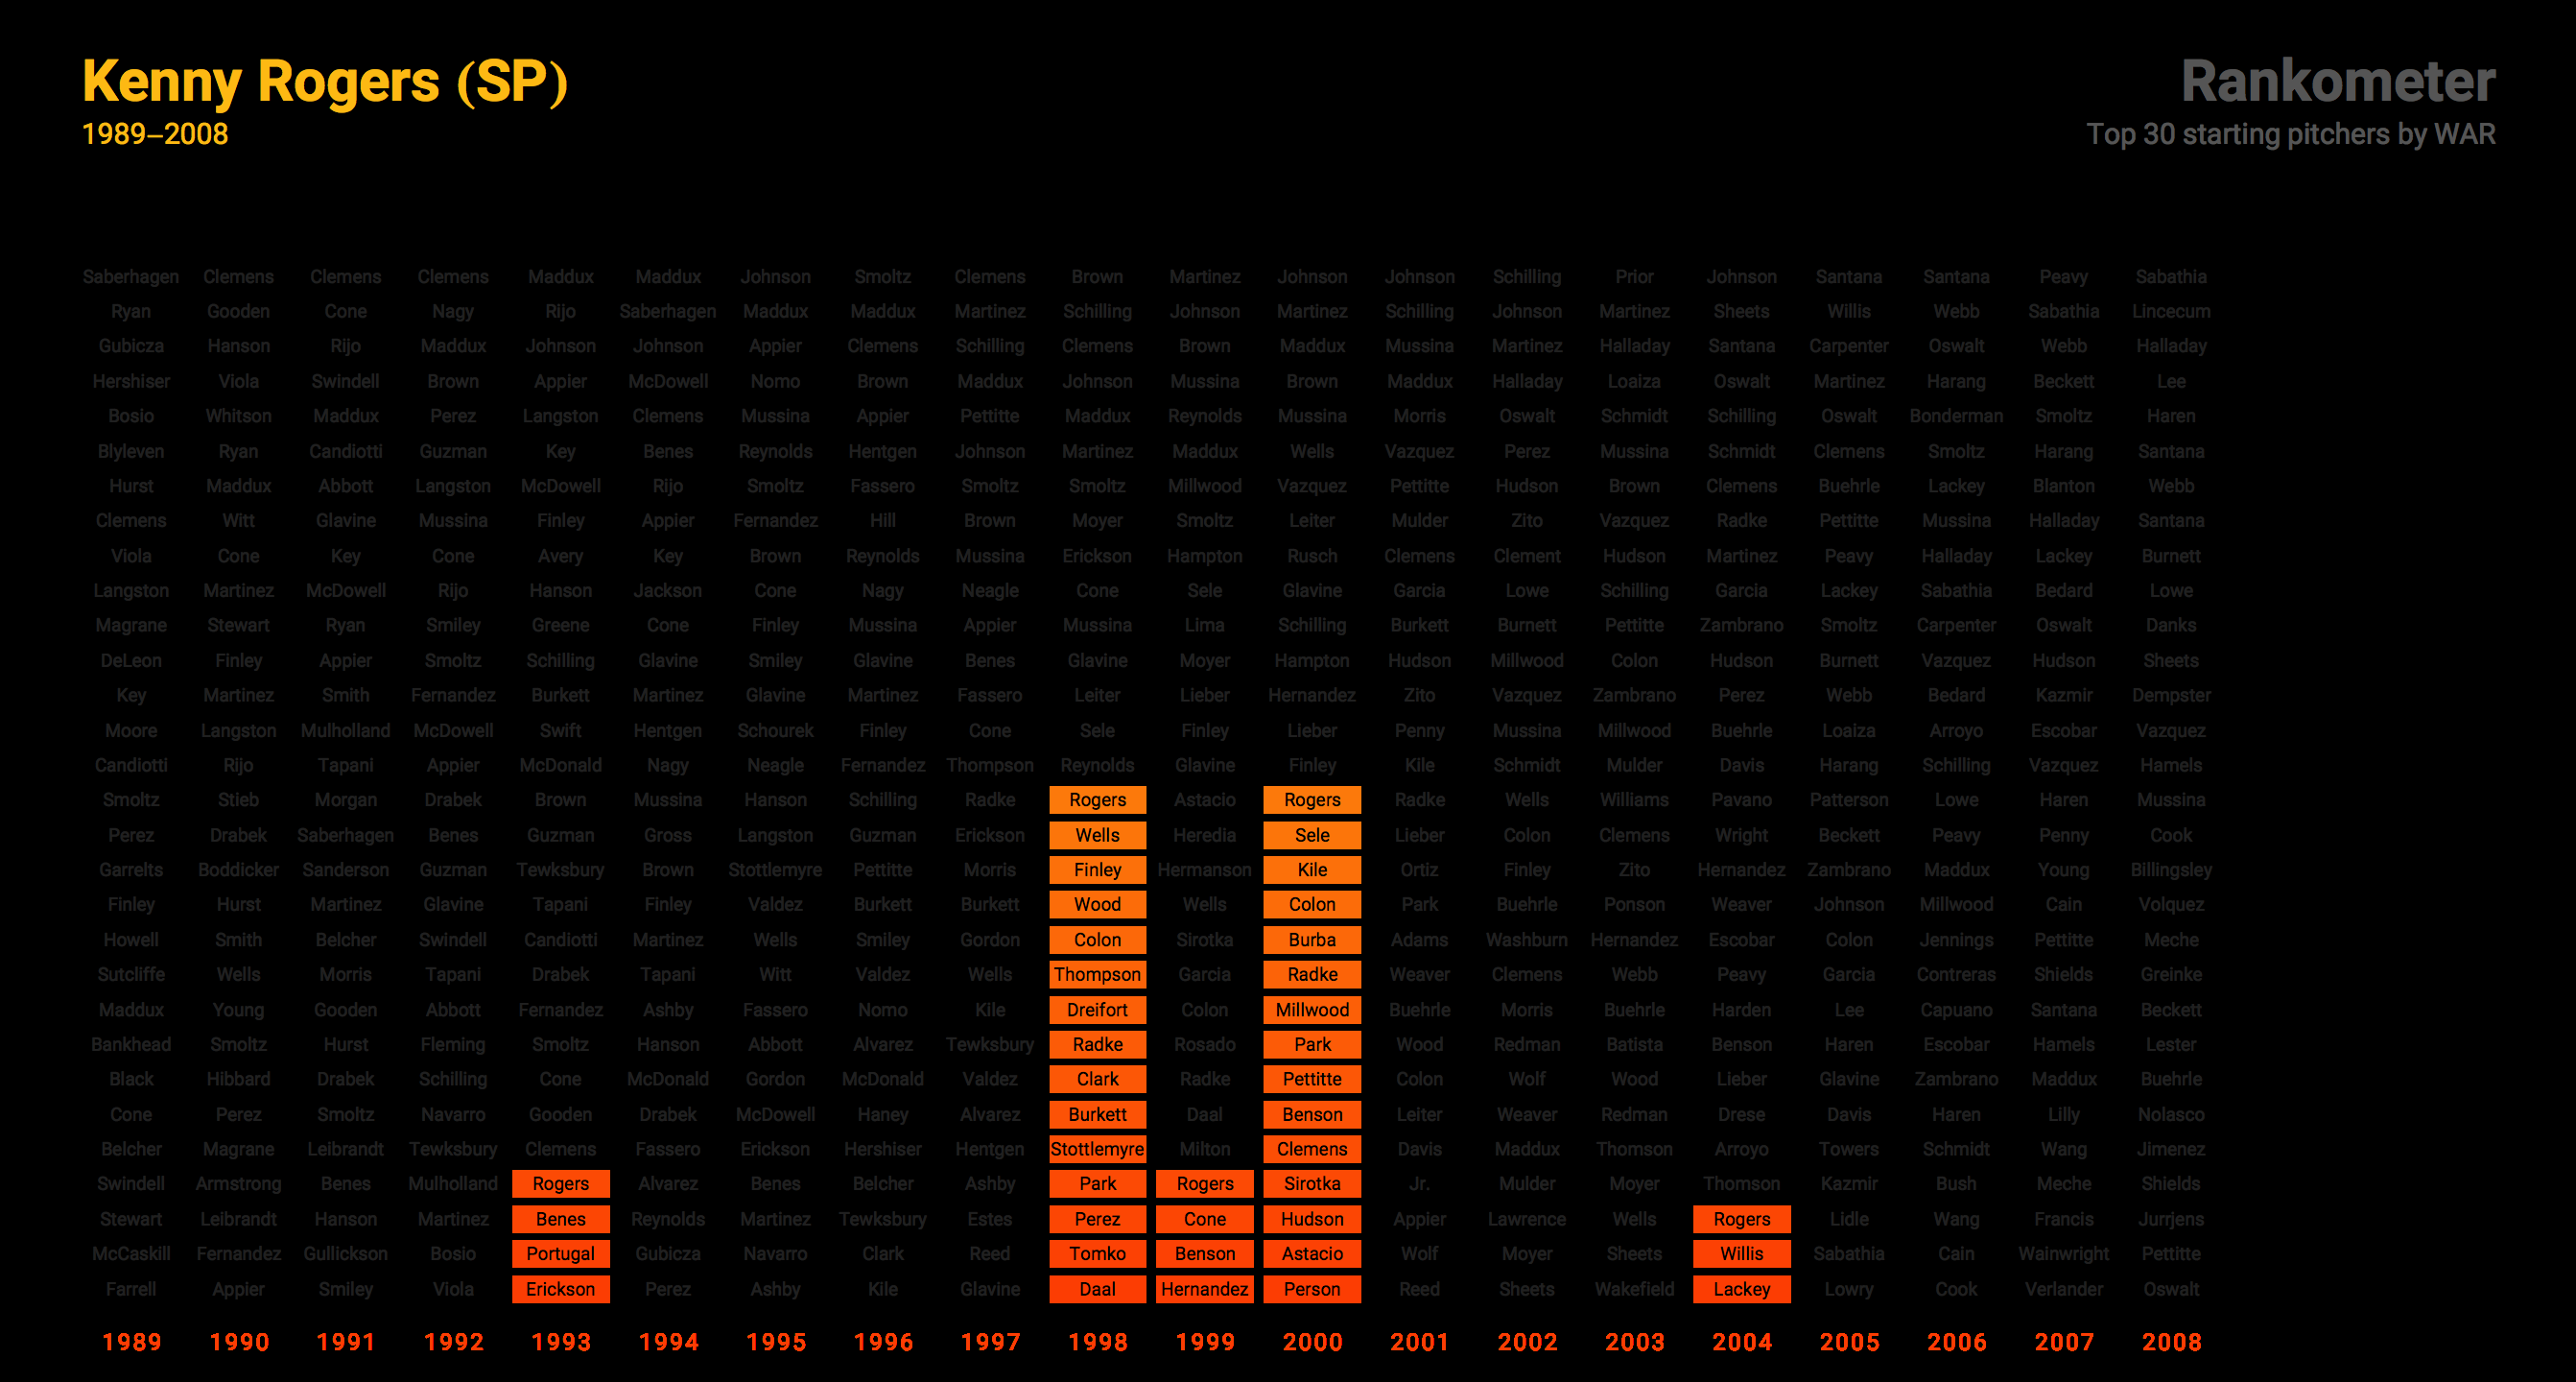 Kenny Rogers (SP)
1989–2008
Rankometer
Top 30 starting pitchers by WAR
Saberhagen Clemens Clemens Clemens Maddux Maddux Johnson Smoltz Clemens Brown Martinez Johnson Johnson Schilling Prior Johnson Santana Santana Peavy Sabathia
Ryan Gooden Cone Nagy Rijo Saberhagen Maddux Maddux Martinez Schilling Johnson Martinez Schilling Johnson Martinez Sheets Willis Webb Sabathia Lincecum
Gubicza Hanson Rijo Maddux Johnson Johnson Appier Clemens Schilling Clemens Brown Maddux Mussina Martinez Halladay Santana Carpenter Oswalt Webb Halladay
Hershiser Viola Swindell Brown Appier McDowell Nomo Brown Maddux Johnson Mussina Brown Maddux Halladay Loaiza Oswalt Martinez Harang Beckett Lee
Bosio Whitson Maddux Perez Langston Clemens Mussina Appier Pettitte Maddux Reynolds Mussina Morris Oswalt Schmidt Schilling Oswalt Bonderman Smoltz Haren
Blyleven Ryan Candiotti Guzman Key Benes Reynolds Hentgen Johnson Martinez Maddux Wells Vazquez Perez Mussina Schmidt Clemens Smoltz Harang Santana
Hurst Maddux Abbott Langston McDowell Rijo Smoltz Fassero Smoltz Smoltz Millwood Vazquez Pettitte Hudson Brown Clemens Buehrle Lackey Blanton Webb
Clemens Witt Glavine Mussina Finley Appier Fernandez Hill Brown Moyer Smoltz Leiter Mulder Zito Vazquez Radke Pettitte Mussina Halladay Santana
Viola Cone Key Cone Avery Key Brown Reynolds Mussina Erickson Hampton Rusch Clemens Clement Hudson Martinez Peavy Halladay Lackey Burnett
Langston Martinez McDowell Rijo Hanson Jackson Cone Nagy Neagle Cone Sele Glavine Garcia Lowe Schilling Garcia Lackey Sabathia Bedard Lowe
Magrane Stewart Ryan Smiley Greene Cone Finley Mussina Appier Mussina Lima Schilling Burkett Burnett Pettitte Zambrano Smoltz Carpenter Oswalt Danks
DeLeon Finley Appier Smoltz Schilling Glavine Smiley Glavine Benes Glavine Moyer Hampton Hudson Millwood Colon Hudson Burnett Vazquez Hudson Sheets
Key Martinez Smith Fernandez Burkett Martinez Glavine Martinez Fassero Leiter Lieber Hernandez Zito Vazquez Zambrano Perez Webb Bedard Kazmir Dempster
Moore Langston Mulholland McDowell Swift Hentgen Schourek Finley Cone Sele Finley Lieber Penny Mussina Millwood Buehrle Loaiza Arroyo Escobar Vazquez
Candiotti Rijo Tapani Appier McDonald Nagy Neagle Fernandez Thompson Reynolds Glavine Finley Kile Schmidt Mulder Davis Harang Schilling Vazquez Hamels
Smoltz Stieb Morgan Drabek Brown Mussina Hanson Schilling Radke Rogers Astacio Rogers Radke Wells Williams Pavano Patterson Lowe Haren Mussina
Perez Drabek Saberhagen Benes Guzman Gross Langston Guzman Erickson Wells Heredia Sele Lieber Colon Clemens Wright Beckett Peavy Penny Cook
Garrelts Boddicker Sanderson Guzman Tewksbury Brown Stottlemyre Pettitte Morris Finley Hermanson Kile Ortiz Finley Zito Hernandez Zambrano Maddux Young Billingsley
Finley Hurst Martinez Glavine Tapani Finley Valdez Burkett Burkett Wood Wells Colon Park Buehrle Ponson Weaver Johnson Millwood Cain Volquez
Howell Smith Belcher Swindell Candiotti Martinez Wells Smiley Gordon Colon Sirotka Burba Adams Washburn Hernandez Escobar Colon Jennings Pettitte Meche
Sutcliffe Wells Morris Tapani Drabek Tapani Witt Valdez Wells Thompson Garcia Radke Weaver Clemens Webb Peavy Garcia Contreras Shields Greinke
Maddux Young Gooden Abbott Fernandez Ashby Fassero Nomo Kile Dreifort Colon Millwood Buehrle Morris Buehrle Harden Lee Capuano Santana Beckett
Bankhead Smoltz Hurst Fleming Smoltz Hanson Abbott Alvarez Tewksbury Radke Rosado Park Wood Redman Batista Benson Haren Escobar Hamels Lester
Black Hibbard Drabek Schilling Cone McDonald Gordon McDonald Valdez Clark Radke Pettitte Colon Wolf Wood Lieber Glavine Zambrano Maddux Buehrle
Cone Perez Smoltz Navarro Gooden Drabek McDowell Haney Alvarez Burkett Daal Benson Leiter Weaver Redman Drese Davis Haren Lilly Nolasco
Belcher Magrane Leibrandt Tewksbury Clemens Fassero Erickson Hershiser Hentgen Stottlemyre Milton Clemens Davis Maddux Thomson Arroyo Towers Schmidt Wang Jimenez
Swindell Armstrong Benes Mulholland Rogers Alvarez Benes Belcher Ashby Park Rogers Sirotka Jr. Mulder Moyer Thomson Kazmir Bush Meche Shields
Stewart Leibrandt Hanson Martinez Benes Reynolds Martinez Tewksbury Estes Perez Cone Hudson Appier Lawrence Wells Rogers Lidle Wang Francis Jurrjens
McCaskill Fernandez Gullickson Bosio Portugal Gubicza Navarro Clark Reed Tomko Benson Astacio Wolf Moyer Sheets Willis Sabathia Cain Wainwright Pettitte
Farrell Appier Smiley Viola Erickson Perez Ashby Kile Glavine Daal Hernandez Person Reed Sheets Wakefield Lackey Lowry Cook Verlander Oswalt
1989 1990 1991 1992 1993 1994 1995 1996 1997 1998 1999 2000 2001 2002 2003 2004 2005 2006 2007 2008